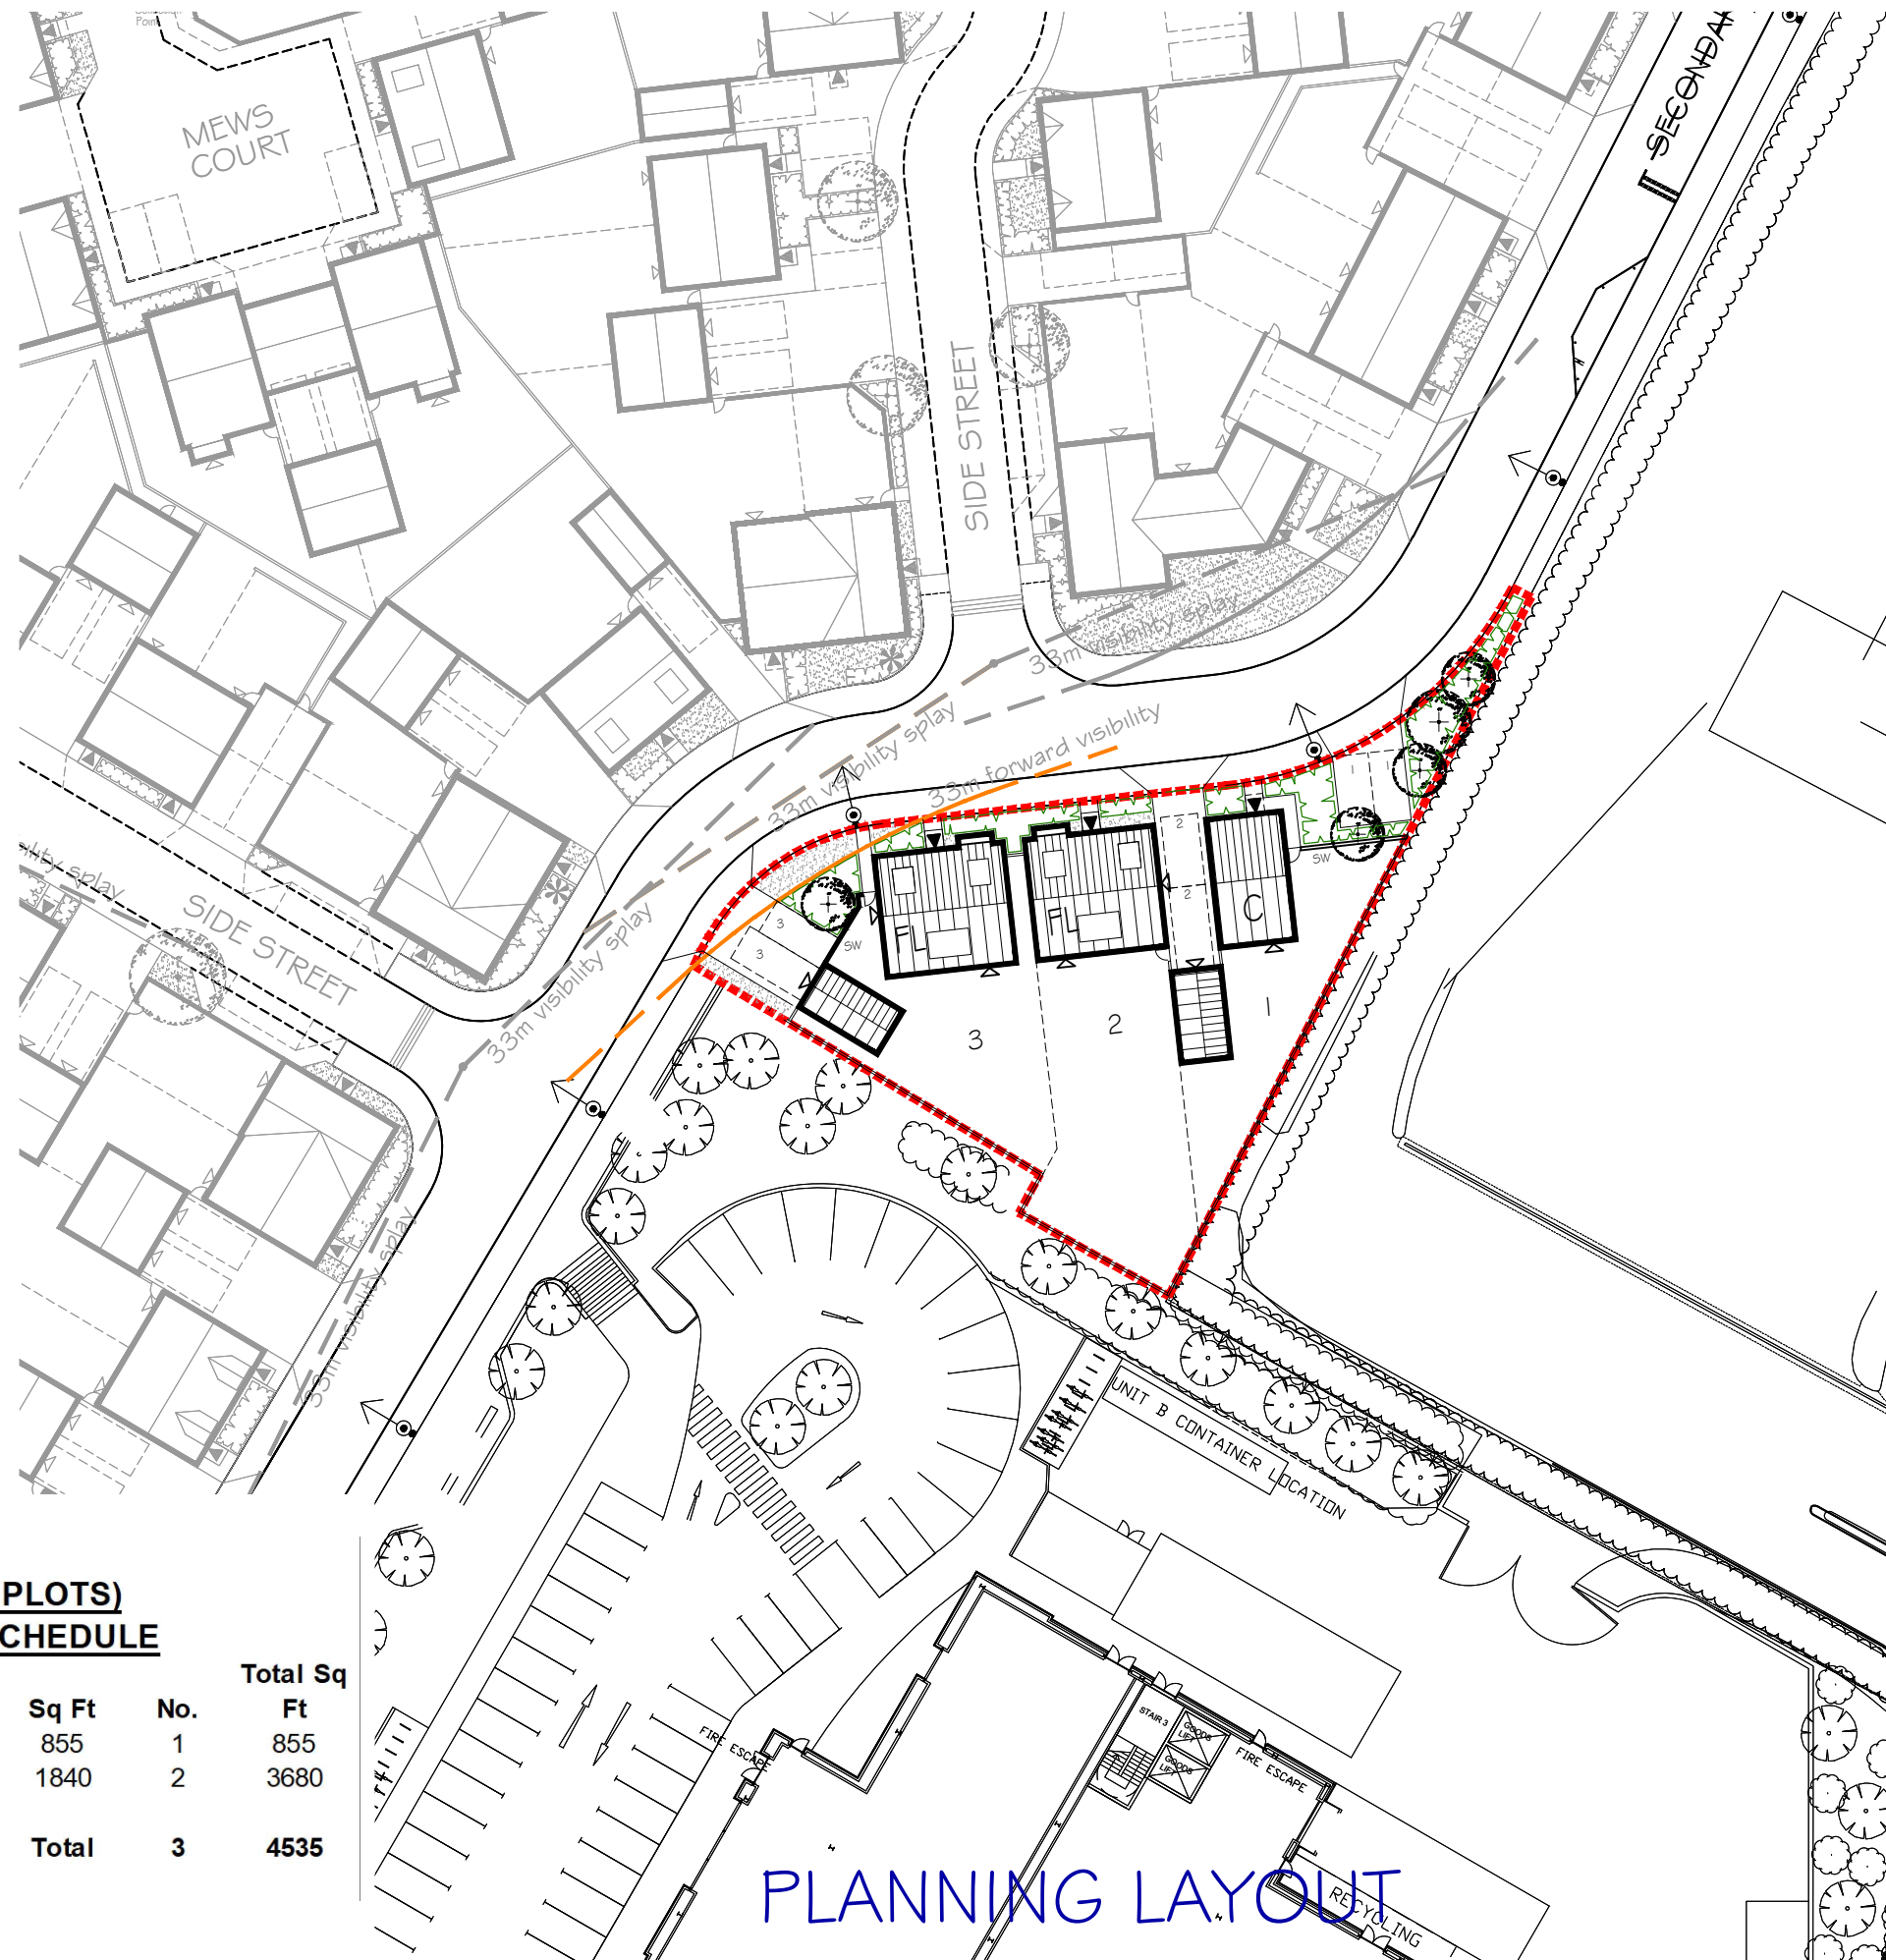 Point
MEWS
COURT
SECONDAR
SIDE STREET
33m visibility splay
33m visibility splay
33m forward visibility
2
2
C
SW
3
3
SW
FL
FL
1
2
3
bility splay
SIDE STREET
33m visibility splay
33m visibility splay
UNIT B CONTAINER LOCATION
PLOTS)
CHEDULE
Total Sq
Sq Ft No. Ft
855 1 855
1840 2 3680
Total 3 4535
FIRE ESCAPE
STAIR 3
GOODS
LIFT
GOODS
LIFT
FIRE ESCAPE
RECYCLING
PLANNING LAYOUT